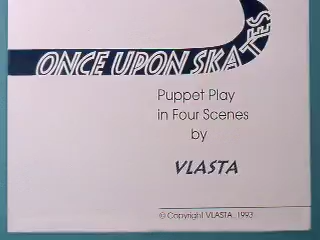 ONCE UPON SKATES
Puppet Play
in Four Scenes
by
VLASTA
© Copyright VLASTA, 1993